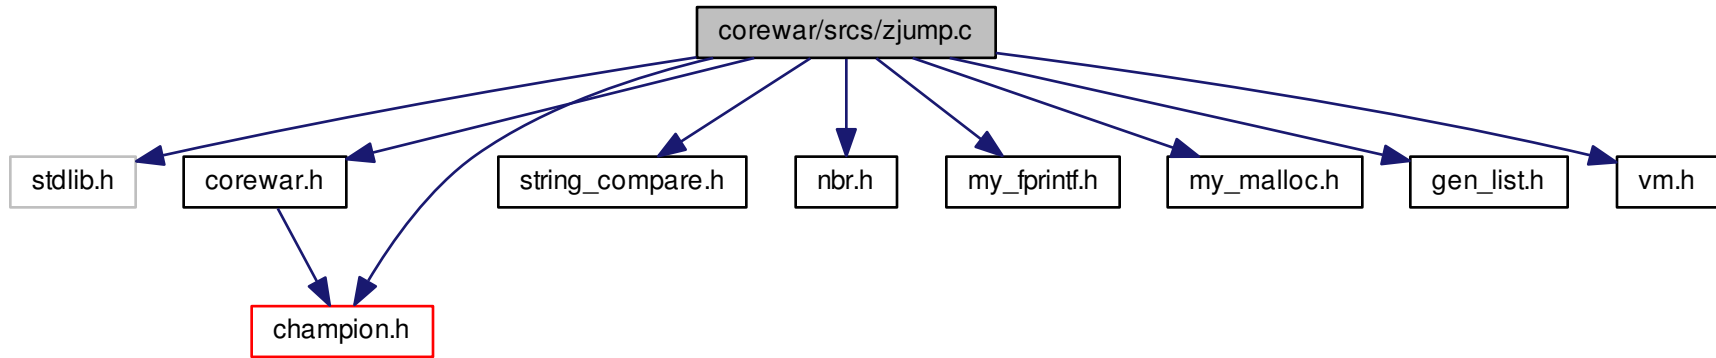 corewar/srcs/zjump.c
stdlib.h
corewar.h
string_compare.h
nbr.h
my_fprintf.h
my_malloc.h
gen_list.h
vm.h
champion.h